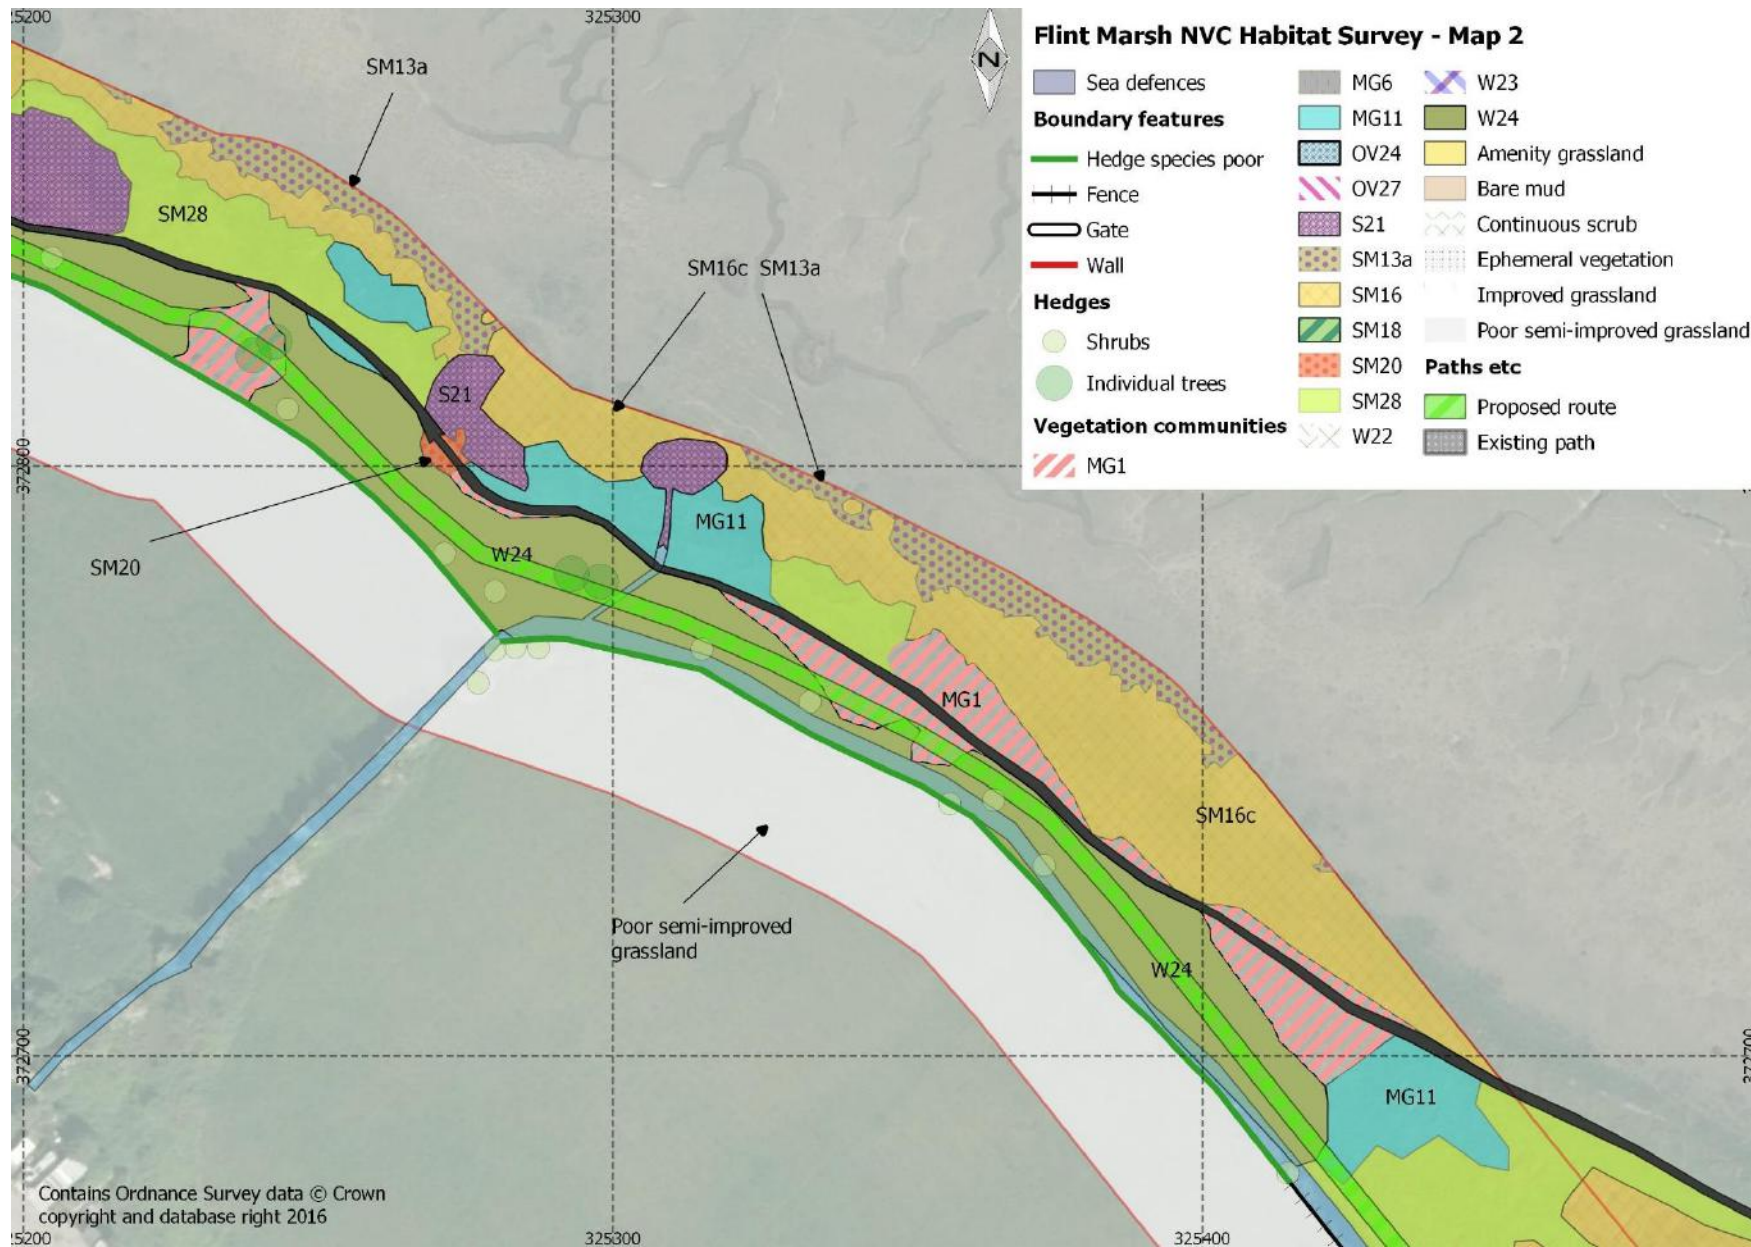 Flint Marsh NVC Habitat Survey - Map 2
Sea defences
Boundary features
Hedge species poor
Fence
Gate
Wall
Hedges
Shrubs
Individual trees
Vegetation communities
MG1
MG6
MG11
OV24
OV27
S21
SM13a
SM16
SM18
SM20
SM28
W22
W23
W24
Amenity grassland
Bare mud
Continuous scrub
Ephemeral vegetation
Improved grassland
Poor semi-improved grassland
Paths etc
Proposed route
Existing path
N
325300
SM13a
SM28
SM16c SM13a
S21
372800
MG11
W24
SM20
MG1
SM16c
Poor semi-improved
grassland
W24
372700
MG11
Contains Ordnance Survey data © Crown
copyright and database right 2016
325300
325400